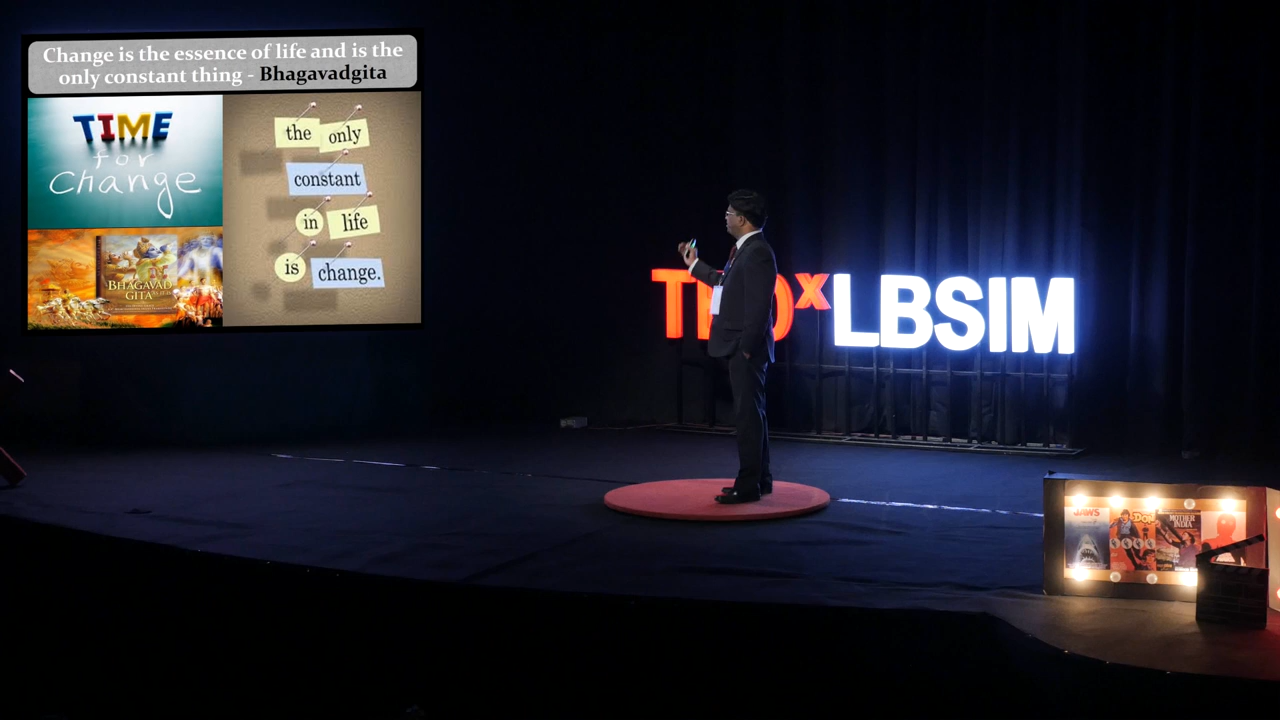 Change is the essence of life and is the
only constant thing - Bhagavadgita
TIME
for
Change
BHAGAVAD
GITA
the only
constant
in life
is change.
TEDxLBSIM
JAWS
DON
MOTHER
INDIA